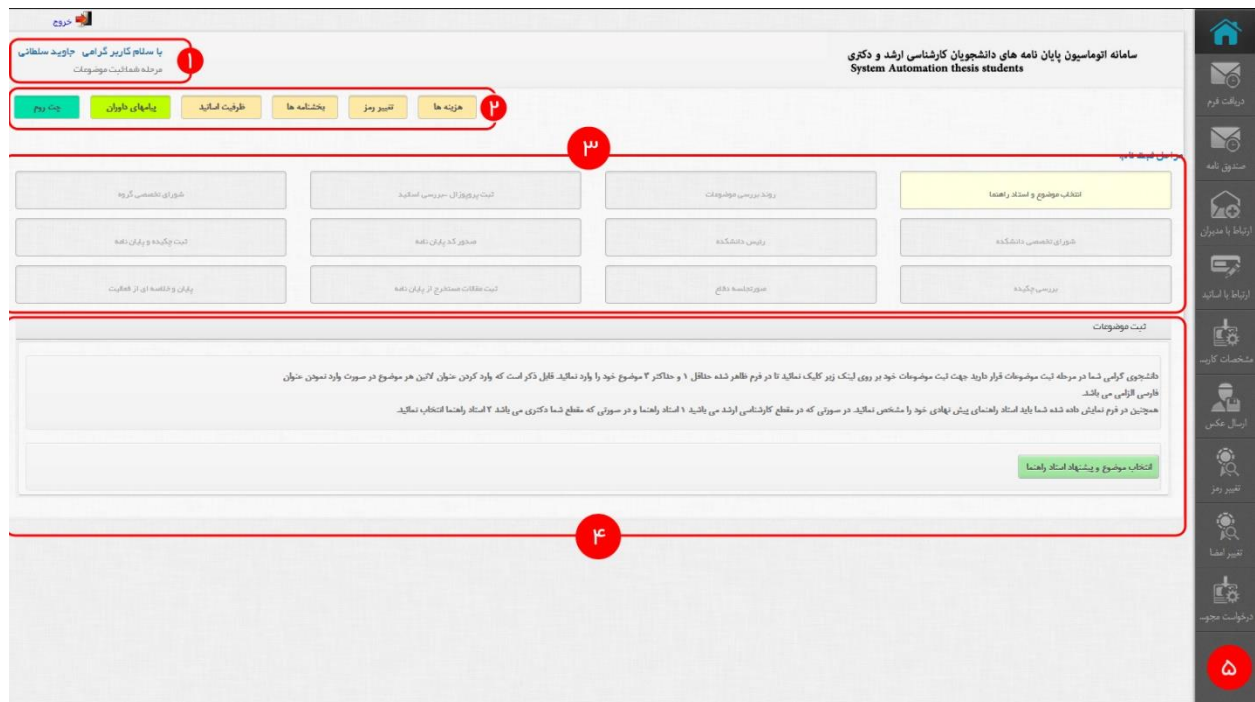 خروج
با سلام کاربر گرامی جاوید سلطانی
مرحله شما:ثبت موضوعات
۱
سامانه اتوماسیون پایان نامه های دانشجویان کارشناسی ارشد و دکتری
System Automation thesis students
هزینه ها
تغییر رمز
بخشنامه ها
ظرفیت اساتید
پیامهای داوران
چت روم
۲
۳
مراحل ثبت نام
انتخاب موضوع و استاد راهنما
روند بررسی موضوعات
ثبت پروپوزال -بررسی اساتید
شورای تخصصی گروه
شورای تخصصی دانشکده
رئیس دانشکده
صدور کد پایان نامه
ثبت چکیده و پایان نامه
بررسی چکیده
صورتجلسه دفاع
ثبت مقالات مستخرج از پایان نامه
پایان و خلاصه ای از فعالیت
ثبت موضوعات
دانشجوی گرامی شما در مرحله ثبت موضوعات قرار دارید جهت ثبت موضوعات خود بر روی لینک زیر کلیک نمائید تا در فرم ظاهر شده حداقل ۱ و حداکثر ۳ موضوع خود را وارد نمائید. قابل ذکر است که وارد کردن عنوان لاتین هر موضوع در صورت وارد نمودن عنوان
فارسی الزامی می باشد.
همچنین در فرم نمایش داده شده شما باید استاد راهنمای پیش نهادی خود را مشخص نمائید. در صورتی که در مقطع کارشناسی ارشد می باشید ۱ استاد راهنما و در صورتی که مقطع شما دکتری می باشد ۲ استاد راهنما انتخاب نمائید.
انتخاب موضوع و پیشنهاد استاد راهنما
۴
دریافت فرم
صندوق نامه
ارتباط با مدیران
ارتباط با اساتید
مشخصات کاربر
ارسال عکس
تغییر رمز
تغییر امضا
درخواست مجوز
۵